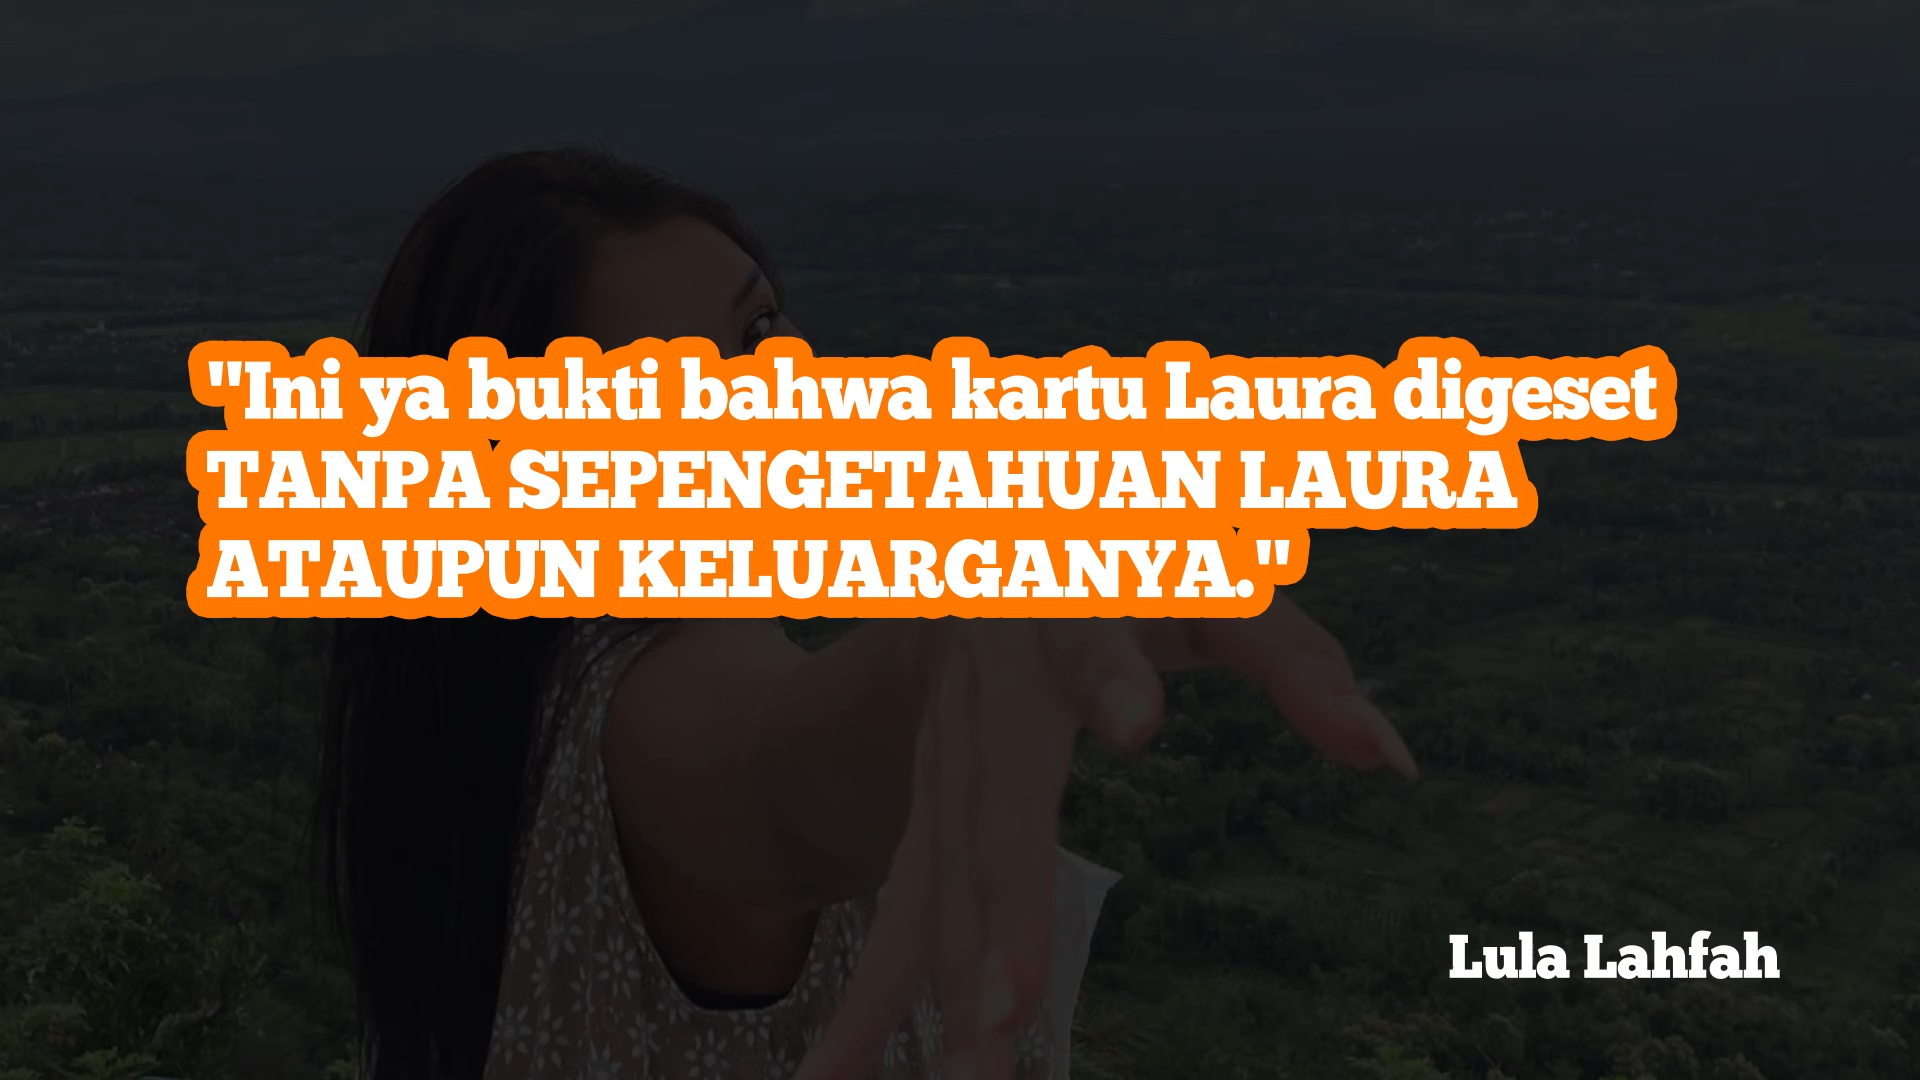 "Ini ya bukti bahwa kartu Laura digeset
TANPA SEPENGETAHUAN LAURA
ATAUPUN KELUARGANYA."
Lula Lahfah